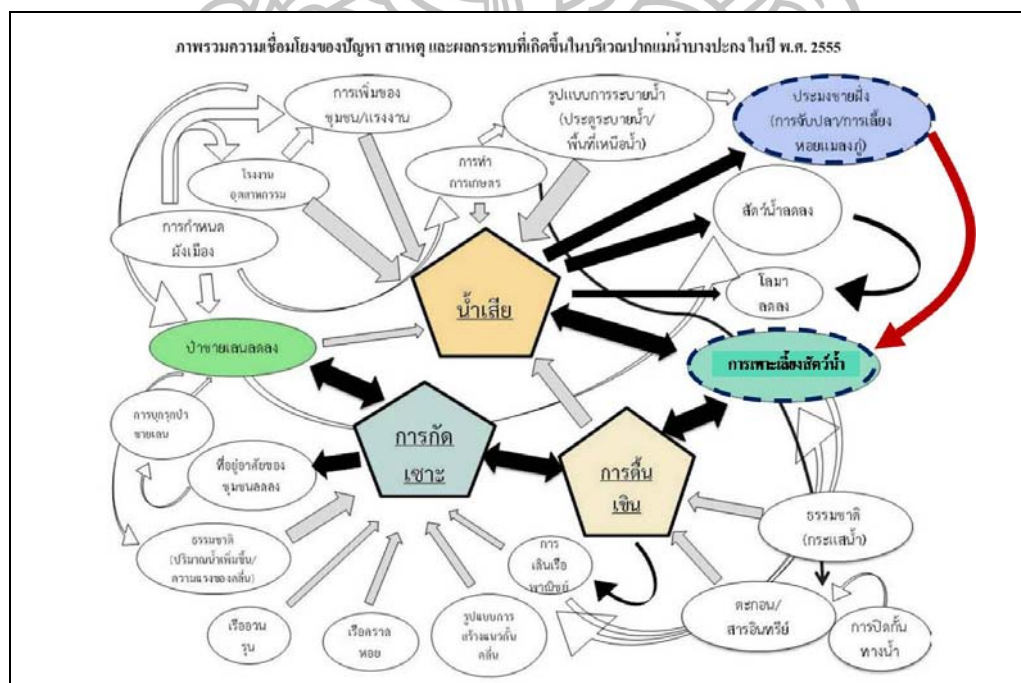 ภาพรวมความเชื่อมโยงของปัญหา สาเหตุ และผลกระทบที่เกิดขึ้นในบริเวณปากแม่น้ำบางปะกง ในปี พ.ศ. 2555
การเพิ่มของ
ชุมชน/แรงงาน
รูปแบบการระบายน้ำ
(ประตูระบายน้ำ/
พื้นที่เหนือน้ำ)
ประมงชายฝั่ง
(การจับปลา/การเลี้ยง
หอยแมลงภู่)
โรงงาน
อุตสาหกรรม
การทำ
การเกษตร
การกำหนด
ผังเมือง
สัตว์น้ำลดลง
น้ำเสีย
โลมา
ลดลง
ป่าชายเลนลดลง
การเพาะเลี้ยงสัตว์น้ำ
การบุกรุกป่า
ชายเลน
การกัด
เซาะ
ที่อยู่อาศัยของ
ชุมชนลดลง
การตื้น
เขิน
ธรรมชาติ
(กระแสน้ำ)
ธรรมชาติ
(ปริมาณน้ำเพิ่มขึ้น/
ความแรงของคลื่น)
การ
เดินเรือ
พาณิชย์
เรืออวน
รุน
เรือคราด
หอย
รูปแบบการ
สร้างแนวกั้น
คลื่น
ตะกอน/
สารอินทรีย์
การปิดกั้น
ทางน้ำ